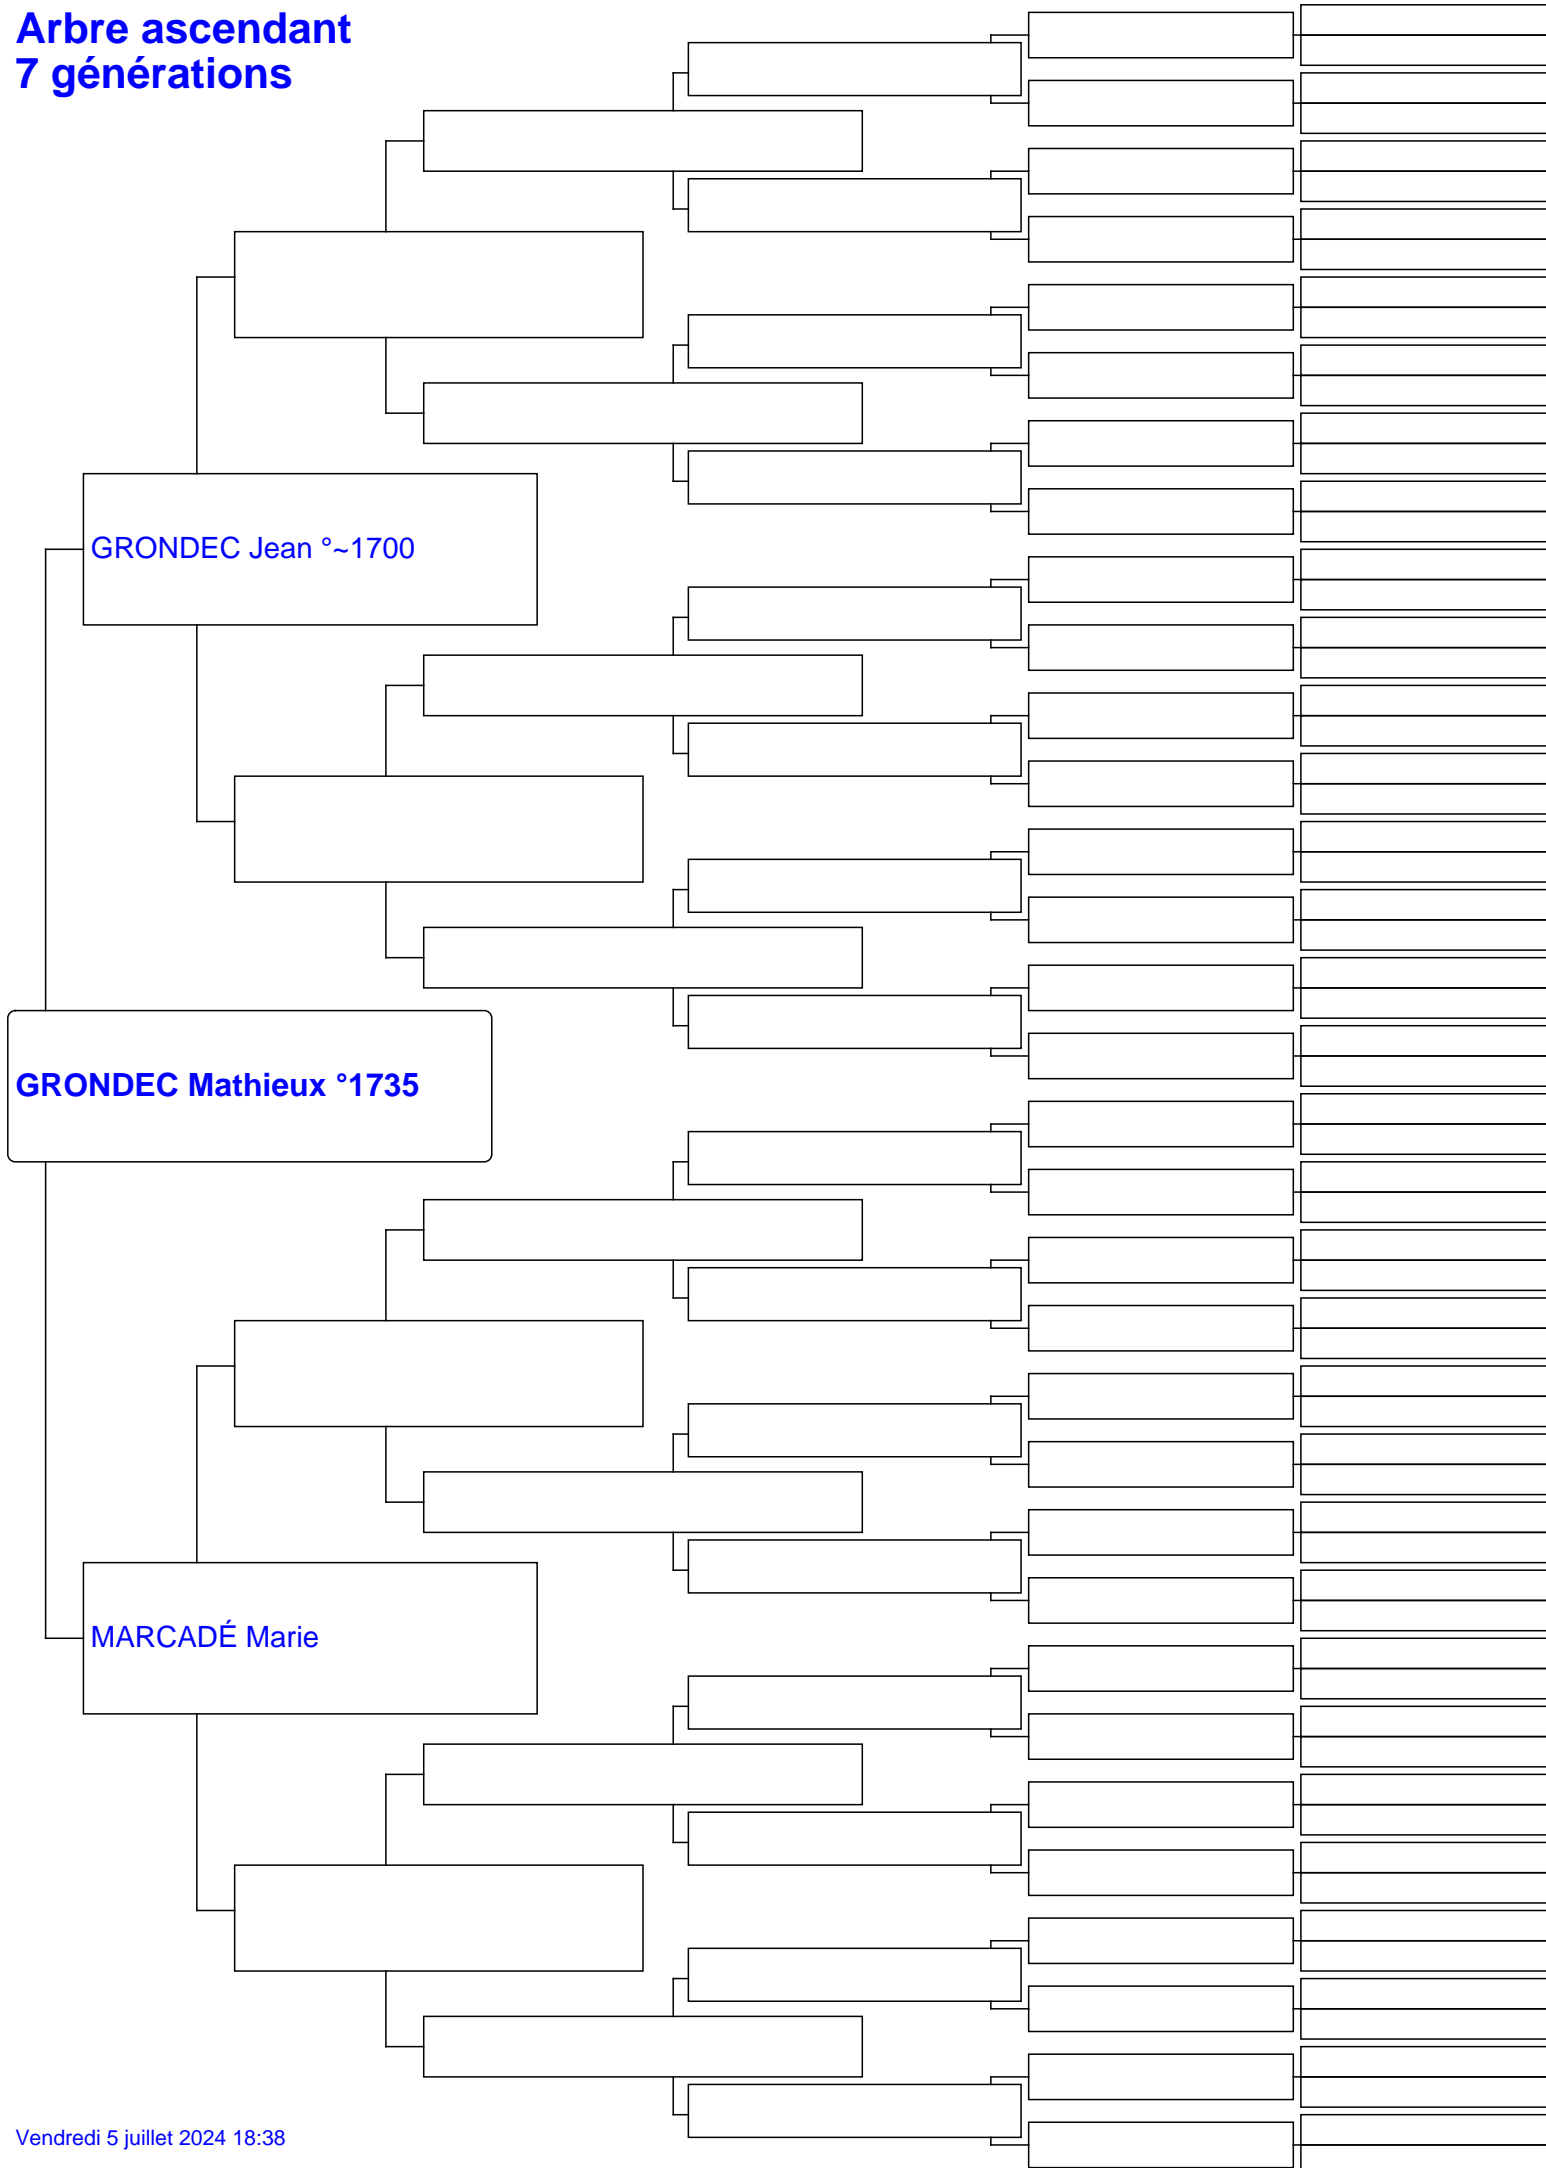 Arbre ascendant
7 générations
GRONDEC Jean °~1700
GRONDEC Mathieux °1735
MARCADÉ Marie
Vendredi 5 juillet 2024 18:38